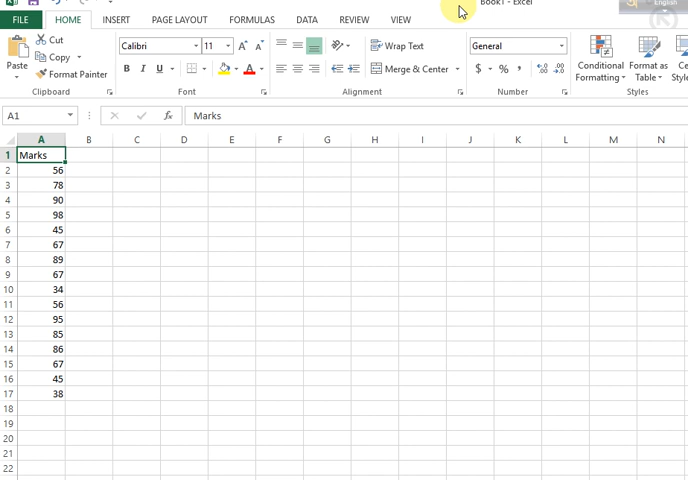 Book1 - Excel
English
FILE HOME INSERT PAGE LAYOUT FORMULAS DATA REVIEW VIEW
Cut
Copy
Format Painter
Paste
Calibri 11
B I U
Wrap Text
Merge & Center
General
$ % ,
Conditional Formatting
Format as Table
Clipboard Font Alignment Number Styles
A1 fx Marks
A B C D E F G H I J K L M N
1 Marks
2 56
3 78
4 90
5 98
6 45
7 67
8 89
9 67
10 34
11 56
12 95
13 85
14 86
15 67
16 45
17 38
18
19
20
21
22